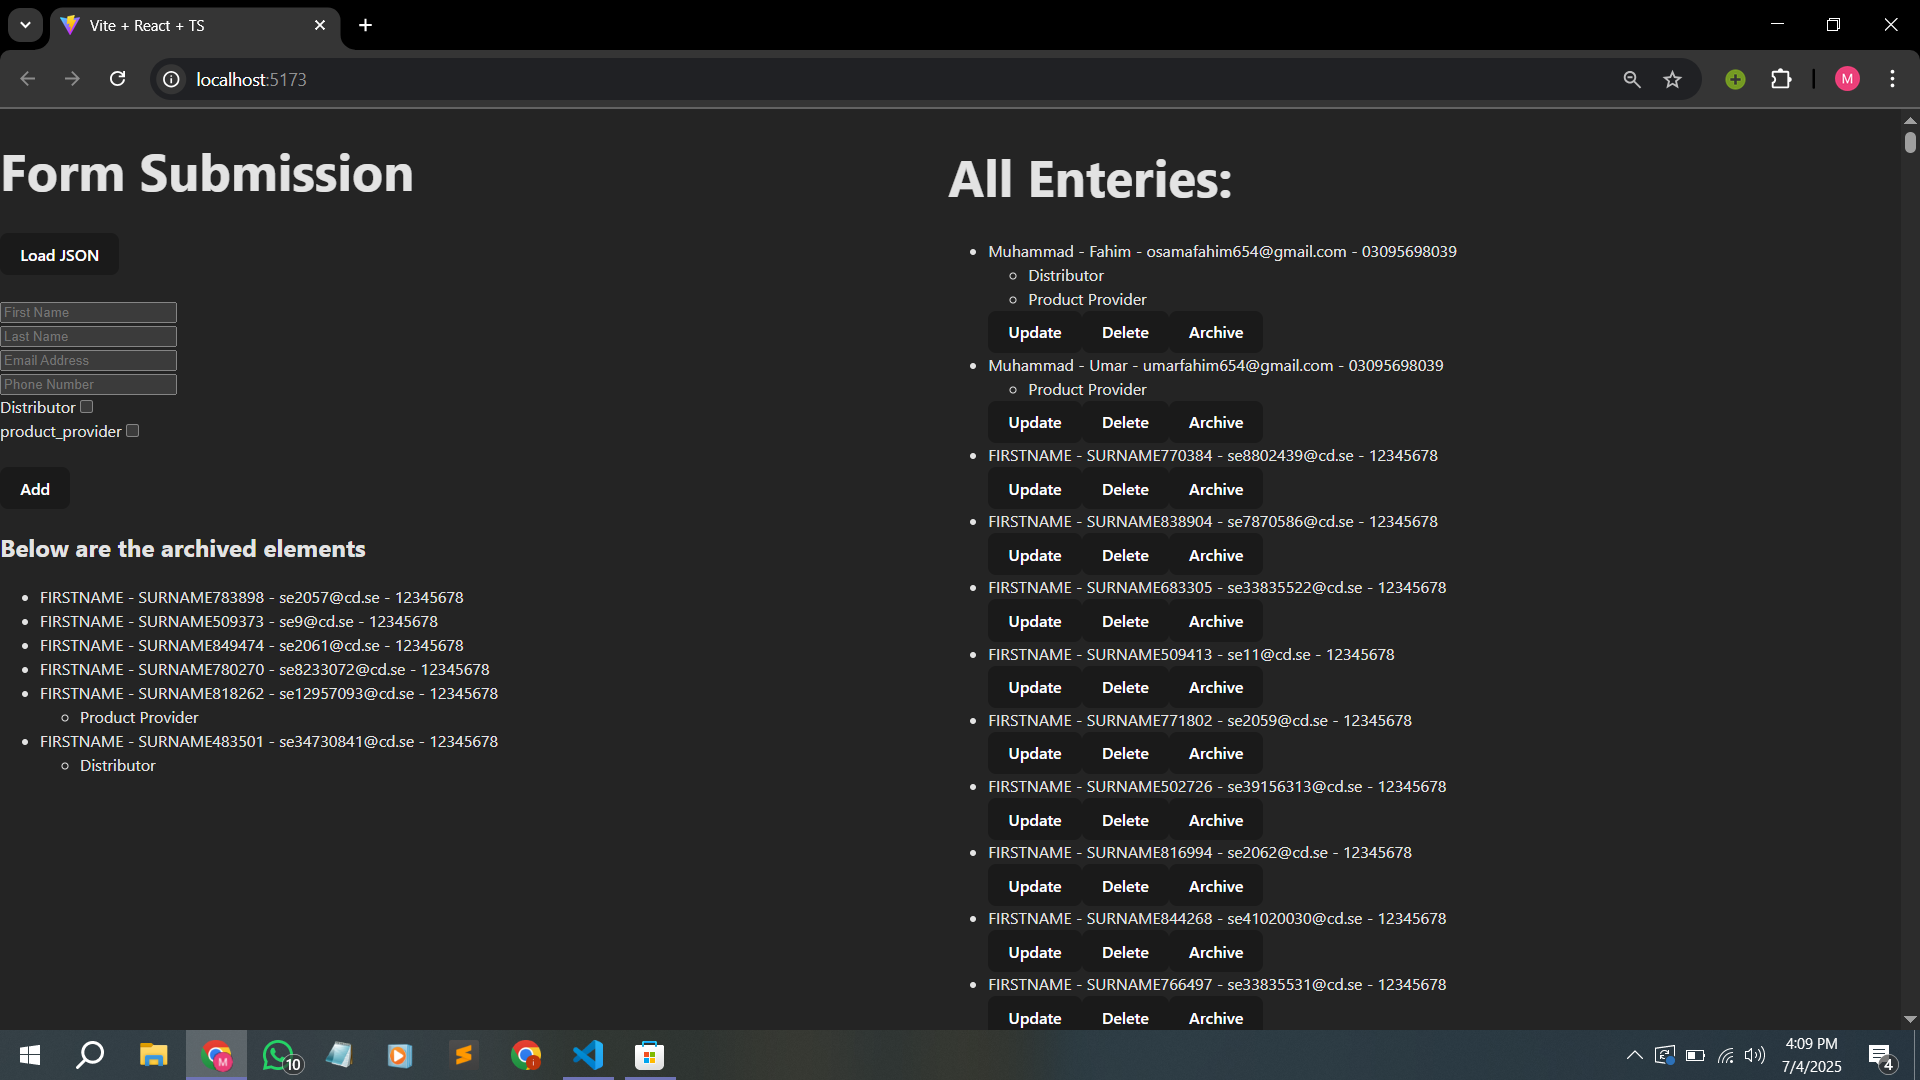 Vite + React + TS
localhost:5173
M
Form Submission
Load JSON
First Name
Last Name
Email Address
Phone Number
Distributor
product_provider
Add
Below are the archived elements
FIRSTNAME - SURNAME783898 - se2057@cd.se - 12345678
FIRSTNAME - SURNAME509373 - se9@cd.se - 12345678
FIRSTNAME - SURNAME849474 - se2061@cd.se - 12345678
FIRSTNAME - SURNAME780270 - se8233072@cd.se - 12345678
FIRSTNAME - SURNAME818262 - se12957093@cd.se - 12345678
Product Provider
FIRSTNAME - SURNAME483501 - se34730841@cd.se - 12345678
Distributor
All Enteries:
Muhammad - Fahim - osamafahim654@gmail.com - 03095698039
Distributor
Product Provider
Update Delete Archive
Muhammad - Umar - umarfahim654@gmail.com - 03095698039
Product Provider
Update Delete Archive
FIRSTNAME - SURNAME770384 - se8802439@cd.se - 12345678
Update Delete Archive
FIRSTNAME - SURNAME838904 - se7870586@cd.se - 12345678
Update Delete Archive
FIRSTNAME - SURNAME683305 - se33835522@cd.se - 12345678
Update Delete Archive
FIRSTNAME - SURNAME509413 - se11@cd.se - 12345678
Update Delete Archive
FIRSTNAME - SURNAME771802 - se2059@cd.se - 12345678
Update Delete Archive
FIRSTNAME - SURNAME502726 - se39156313@cd.se - 12345678
Update Delete Archive
FIRSTNAME - SURNAME816994 - se2062@cd.se - 12345678
Update Delete Archive
FIRSTNAME - SURNAME844268 - se41020030@cd.se - 12345678
Update Delete Archive
FIRSTNAME - SURNAME766497 - se33835531@cd.se - 12345678
Update Delete Archive
M
10
4:09 PM
7/4/2025
4